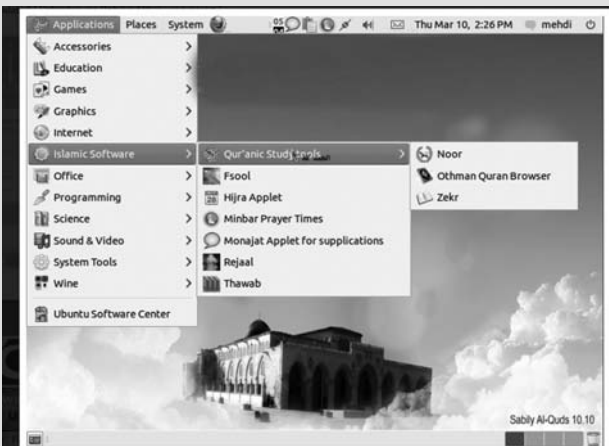 Applications Places System Thu Mar 10, 2:26 PM mehdi
Accessories
Education
Games
Graphics
Internet
Islamic Software
Office
Programming
Science
Sound & Video
System Tools
Wine
Ubuntu Software Center
Qur'anic Study tools
Fsool
Hijra Applet
Minbar Prayer Times
Monajat Applet for supplications
Rejaal
Thawab
Noor
Othman Quran Browser
Zekr
Sabily Al-Quds 10.10